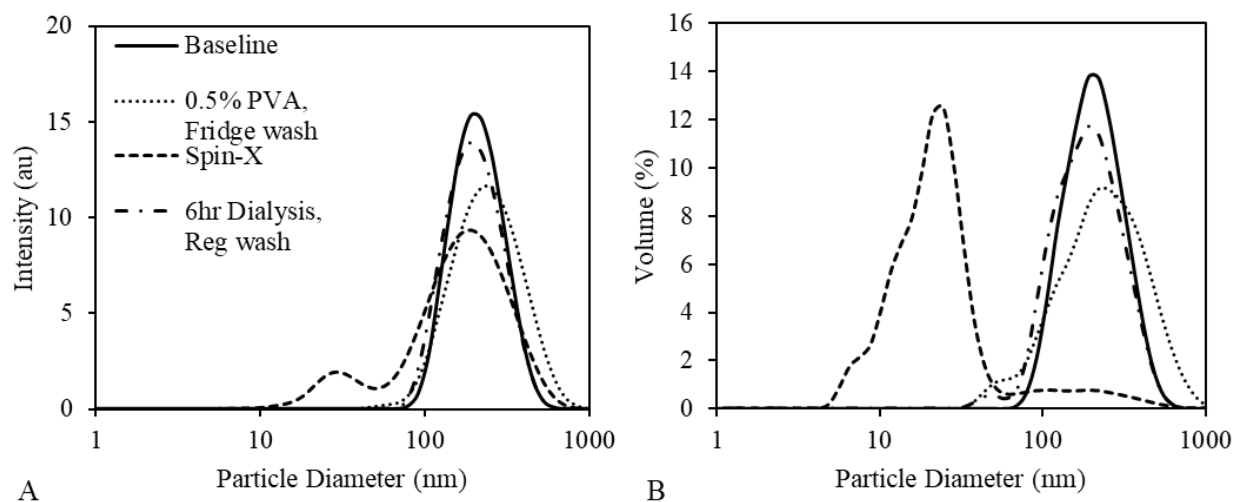 20
15
10
5
0
Intensity (au)
Baseline
0.5% PVA,
Fridge wash
Spin-X
6hr Dialysis,
Reg wash
1 10 100 1000
Particle Diameter (nm)
A
16
14
12
10
8
6
4
2
0
Volume (%)
1 10 100 1000
Particle Diameter (nm)
B